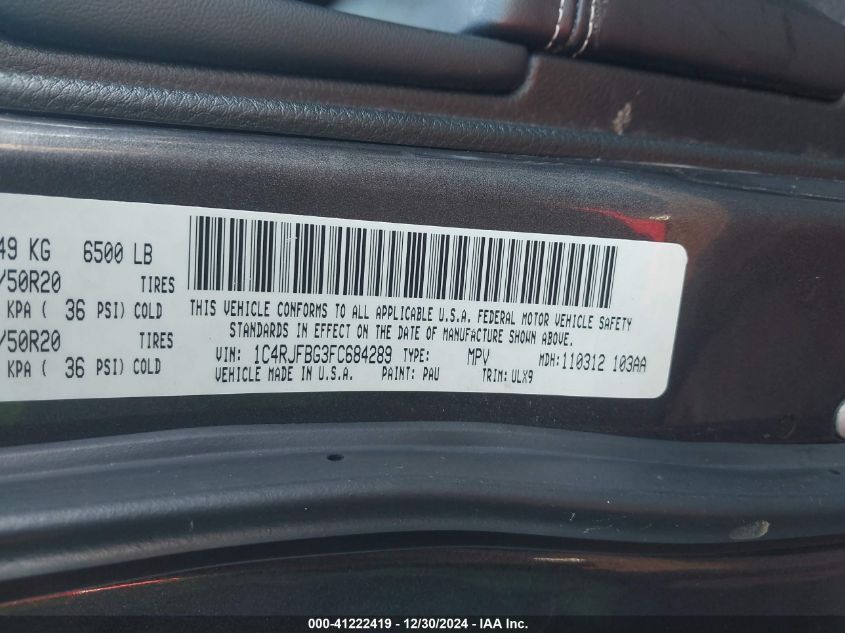 49 KG 6500 LB
/50R20 TIRES
KPA ( 36 PSI) COLD
/50R20 TIRES
KPA ( 36 PSI) COLD
THIS VEHICLE CONFORMS TO ALL APPLICABLE U.S.A. FEDERAL MOTOR VEHICLE SAFETY
STANDARDS IN EFFECT ON THE DATE OF MANUFACTURE SHOWN ABOVE.
VIN: 1C4RJFBG3FC684289 TYPE: MPV MDH:110312 103AA
VEHICLE MADE IN U.S.A. PAINT: PAU TRIM: ULX9
000-41222419 - 12/30/2024 - IAA Inc.